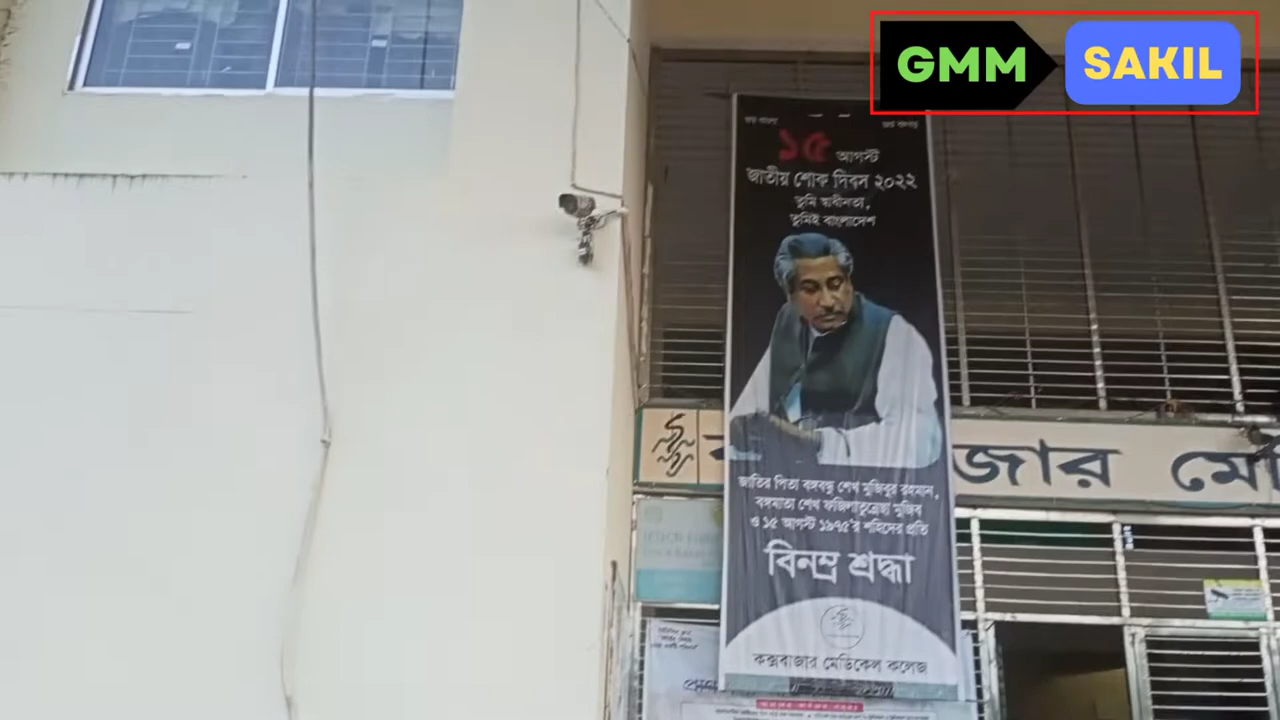 GMM SAKIL
১৫ আগস্ট
জাতীয় শোক দিবস ২০২২
তুমি স্বাধীনতা,
তুমিই বাংলাদেশ
জাতির পিতা বঙ্গবন্ধু শেখ মুজিবুর রহমান,
বঙ্গমাতা শেখ ফজিলাতুন্নেছা মুজিব
ও ১৫ আগস্ট ১৯৭৫'র শহিদের প্রতি
বিনম্র শ্রদ্ধা
কক্সবাজার মেডিকেল কলেজ
জার মে